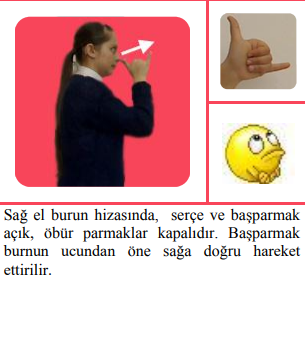 Sağ el burun hizasında, serçe ve başparmak
açık, öbür parmaklar kapalıdır. Başparmak
burnun ucundan öne sağa doğru hareket
ettirilir.